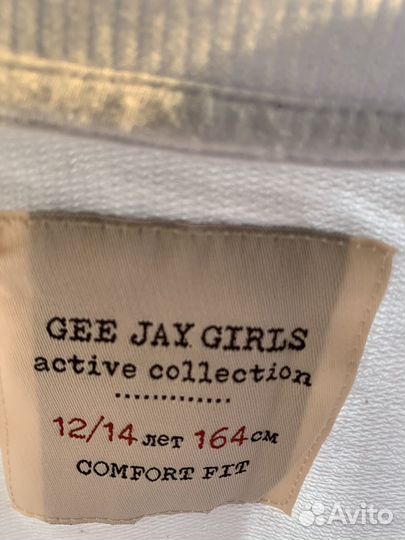 GEE JAY GIRLS
active collection
12/14 лет 164 см
COMFORT FIT
Avito